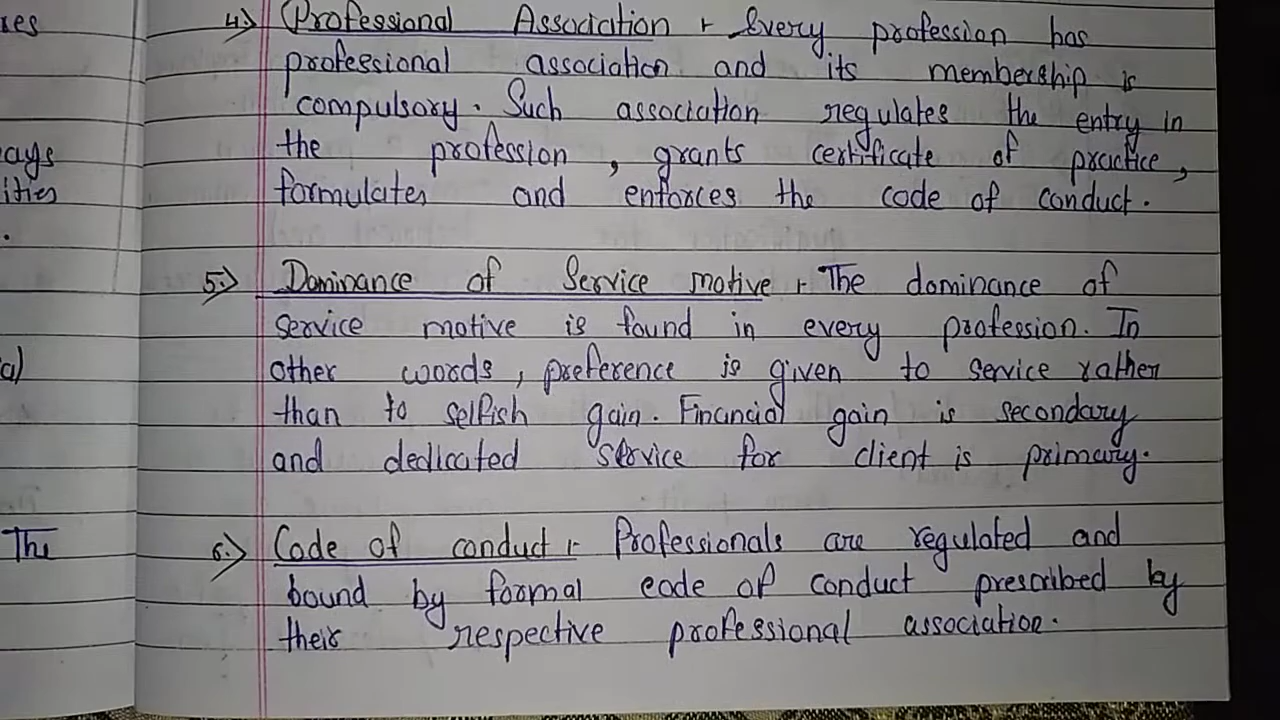 xes
ays
ities
.
a)
The
4.) Professional Association :- Every profession has
professional association and its membership is
compulsory. Such association regulates the entry in
the profession, grants certificate of practice,
formulates and enforces the code of conduct.
5.) Dominance of Service motive :- The dominance of
service motive is found in every profession. In
other words, preference is given to service rather
than to selfish gain. Financial gain is secondary
and dedicated service for client is primary.
6.) Code of conduct :- Professionals are regulated and
bound by formal code of conduct prescribed by
their respective professional association.